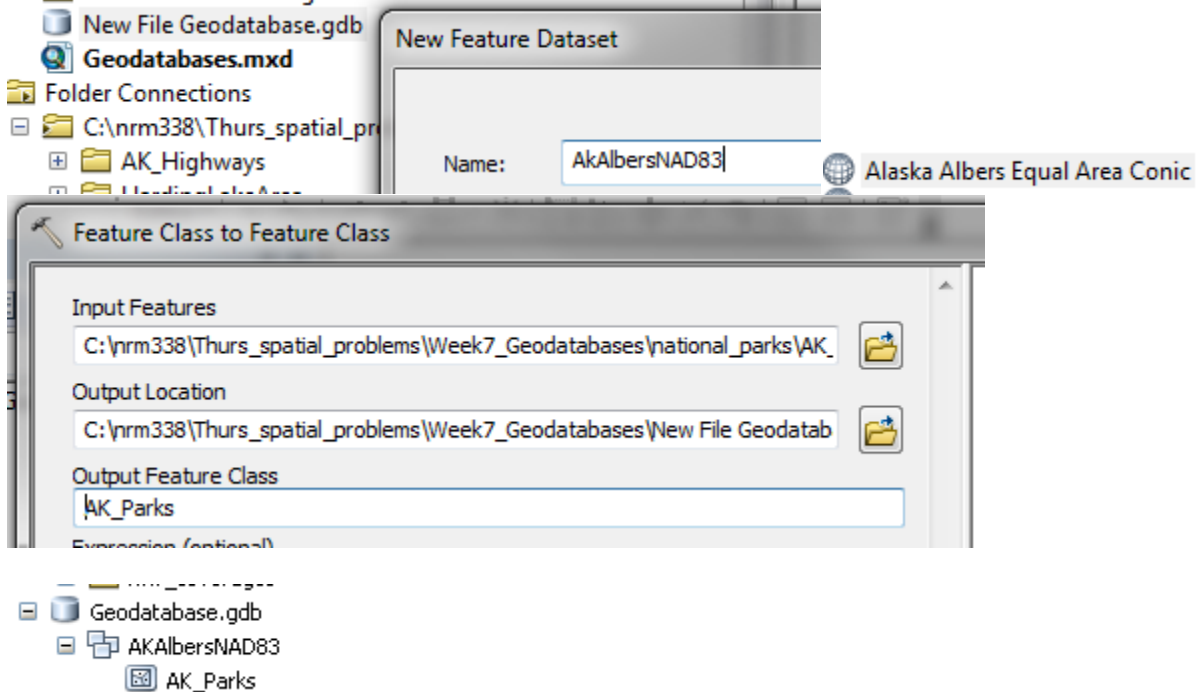 New File Geodatabase.gdb
Geodatabases.mxd
Folder Connections
C:\nrm338\Thurs_spatial_pr
AK_Highways
New Feature Dataset
Name:
AkAlbersNAD83
Alaska Albers Equal Area Conic
Feature Class to Feature Class
Input Features
C:\nrm338\Thurs_spatial_problems\Week7_Geodatabases\national_parks\AK_
Output Location
C:\nrm338\Thurs_spatial_problems\Week7_Geodatabases\New File Geodatab
Output Feature Class
AK_Parks
Expression (optional)
Geodatabase.gdb
AKAlbersNAD83
AK_Parks